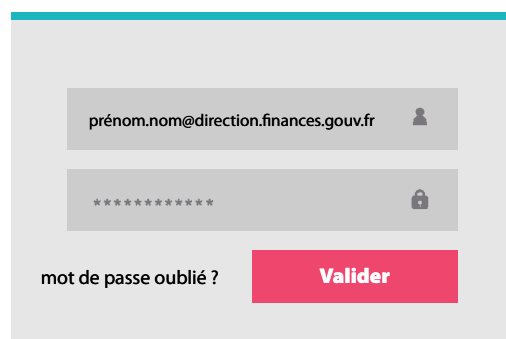 prénom.nom@direction.finances.gouv.fr
************
mot de passe oublié ?
Valider